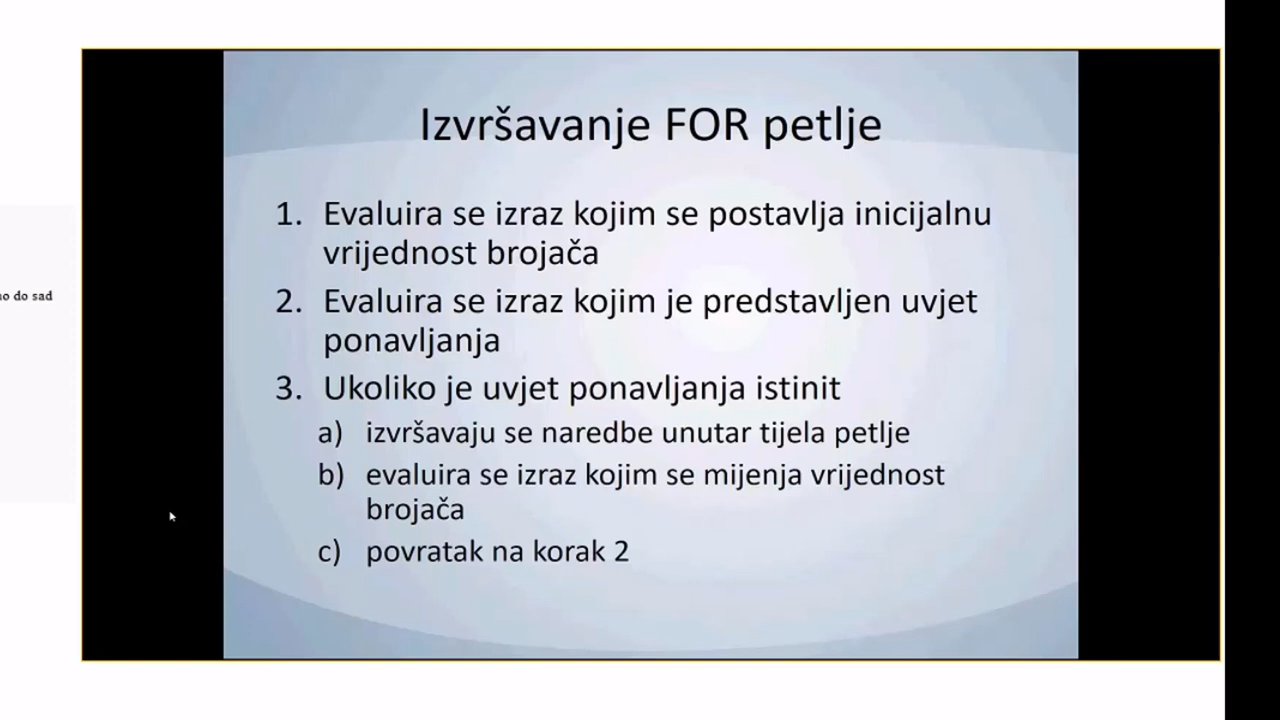 Izvršavanje FOR petlje
1. Evaluira se izraz kojim se postavlja inicijalnu
vrijednost brojača
2. Evaluira se izraz kojim je predstavljen uvjet
ponavljanja
3. Ukoliko je uvjet ponavljanja istinit
a) izvršavaju se naredbe unutar tijela petlje
b) evaluira se izraz kojim se mijenja vrijednost
brojača
c) povratak na korak 2
do sad